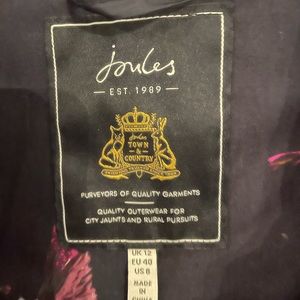 Joules
EST. 1989
Joules
TOWN
&
COUNTRY
PURVEYORS OF QUALITY GARMENTS
QUALITY OUTERWEAR FOR
CITY JAUNTS AND RURAL PURSUITS
UK 12
EU 40
US 8
MADE
IN
CHINA